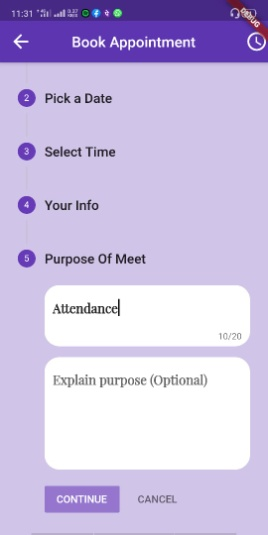 11:31
DEBUG
Book Appointment
2 Pick a Date
3 Select Time
4 Your Info
5 Purpose Of Meet
Attendance
10/20
Explain purpose (Optional)
CONTINUE CANCEL